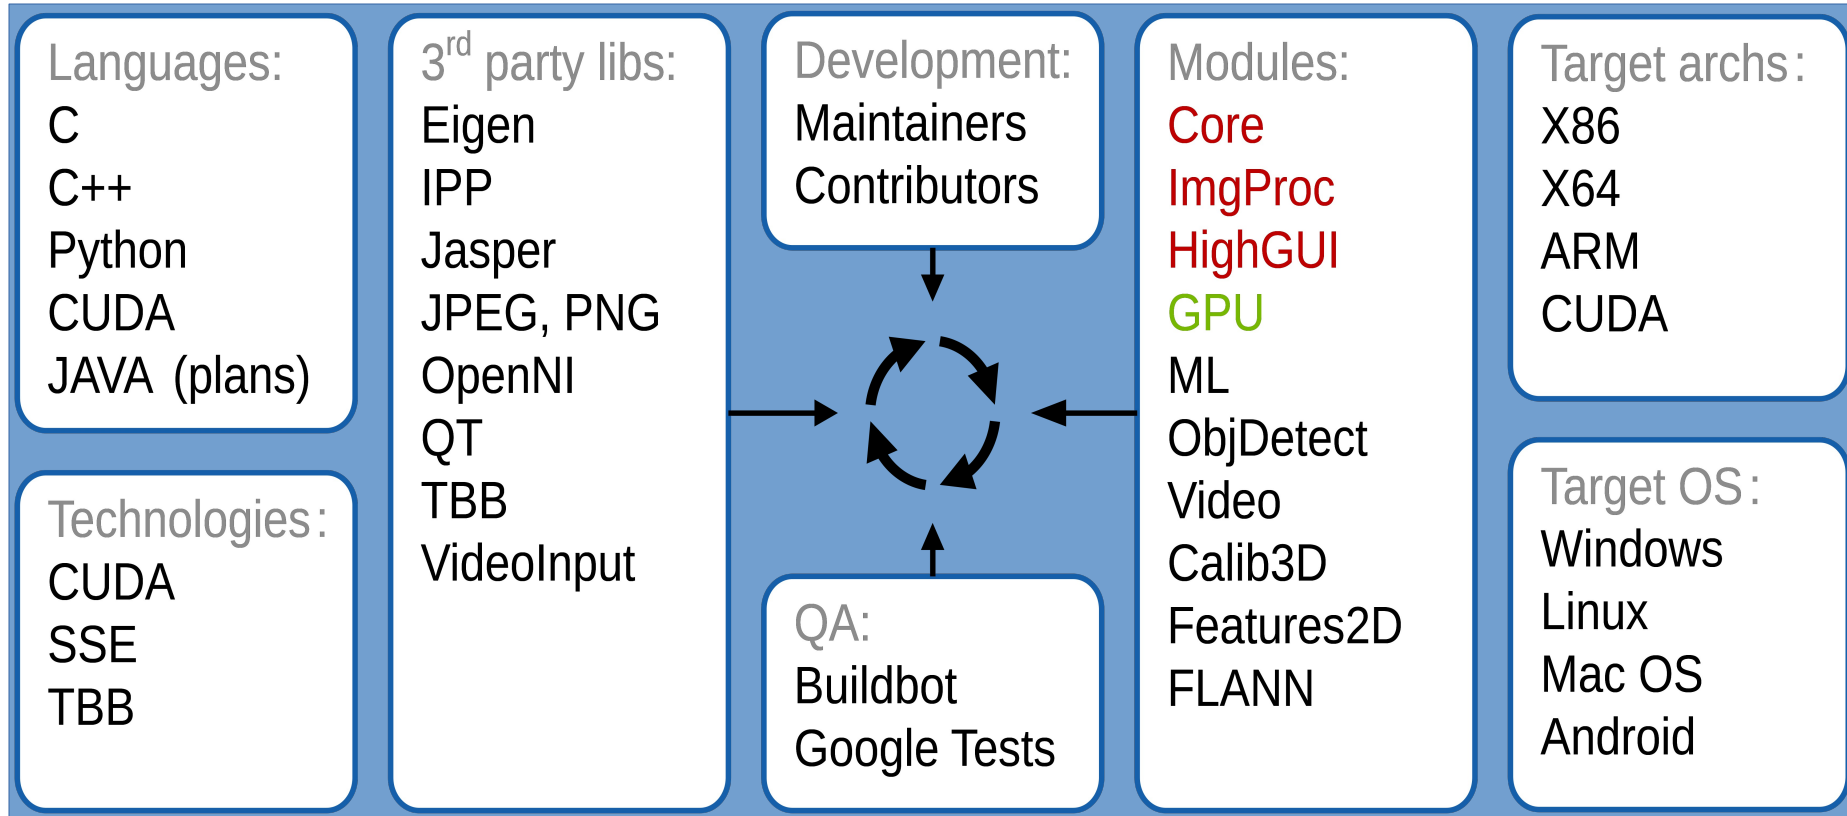 Languages:
C
C++
Python
CUDA
JAVA (plans)
Technologies:
CUDA
SSE
TBB
3rd party libs:
Eigen
IPP
Jasper
JPEG, PNG
OpenNI
QT
TBB
VideoInput
Development:
Maintainers
Contributors
QA:
Buildbot
Google Tests
Modules:
Core
ImgProc
HighGUI
GPU
ML
ObjDetect
Video
Calib3D
Features2D
FLANN
Target archs:
X86
X64
ARM
CUDA
Target OS:
Windows
Linux
Mac OS
Android